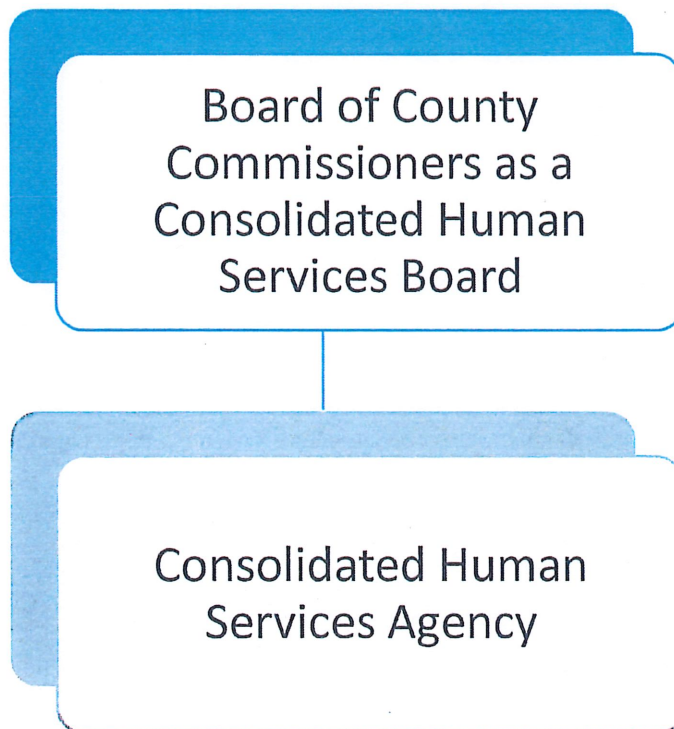 Board of County
Commissioners as a
Consolidated Human
Services Board
Consolidated Human
Services Agency